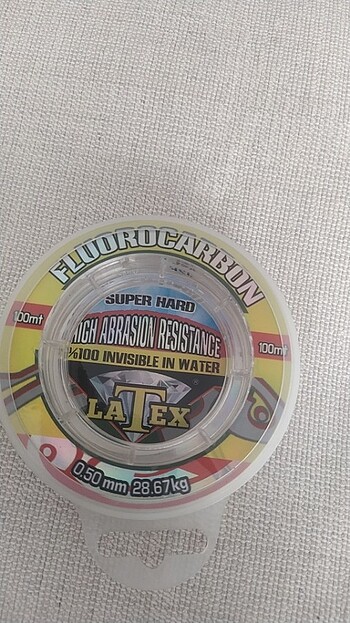 FLUOROCARBON
SUPER HARD
HIGH ABRASION RESISTANCE
%100 INVISIBLE IN WATER
LATEX
100mt
100mt
0.50 mm 28.67kg